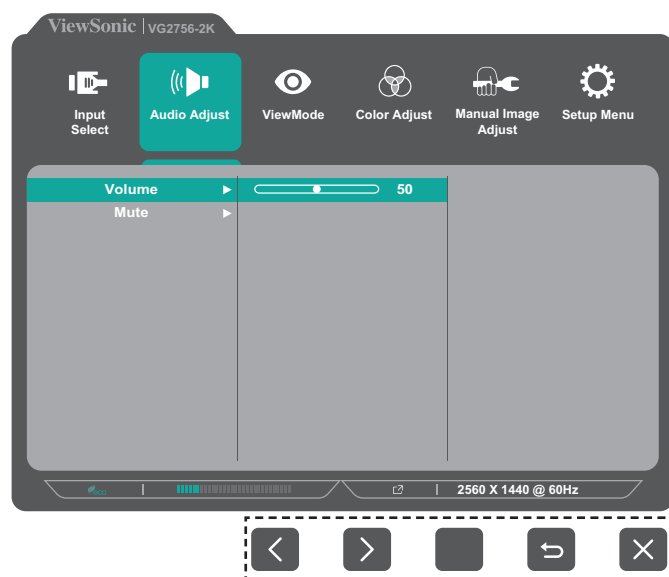 ViewSonic VG2756-2K
Input Select
Audio Adjust
ViewMode
Color Adjust
Manual Image Adjust
Setup Menu
Volume 50
Mute
ECO
2560 X 1440 @ 60Hz